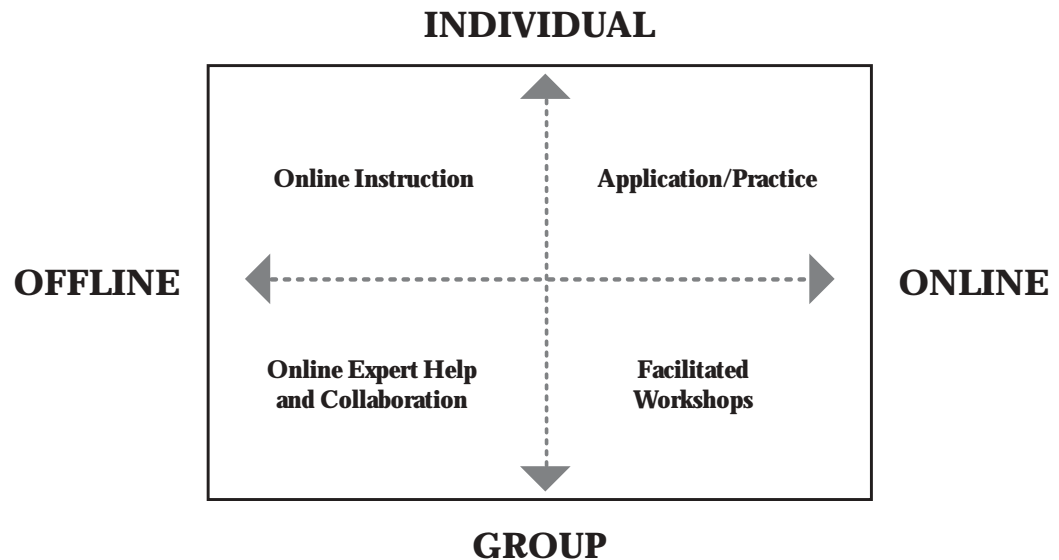 INDIVIDUAL
Online Instruction
Application/Practice
OFFLINE
ONLINE
Online Expert Help
and Collaboration
Facilitated
Workshops
GROUP